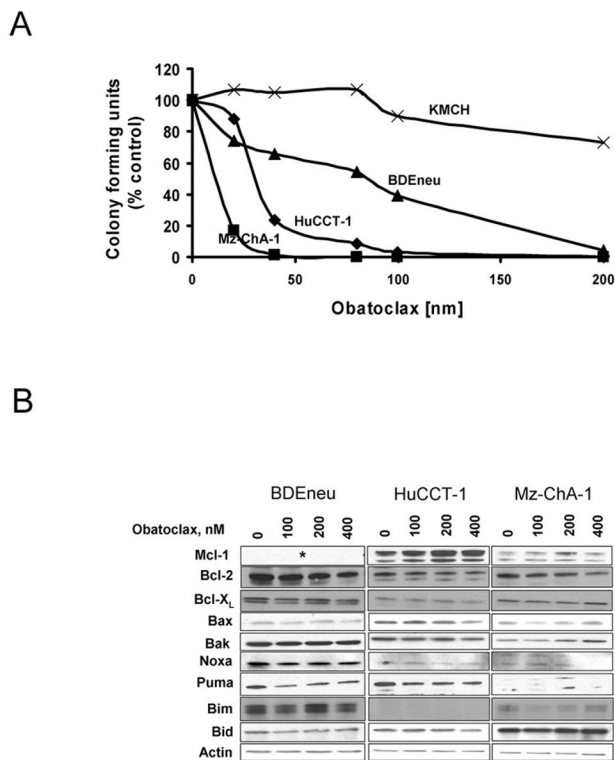 A
Colony forming units
(% control)
120
100
80
60
40
20
0
KMCH
BDEneu
HuCCT-1
Mz-ChA-1
0 50 100 150 200
Obatoclax [nm]
B
BDEneu HuCCT-1 Mz-ChA-1
Obatoclax, nM 0 100 200 400 0 100 200 400 0 100 200 400
Mcl-1 *
Bcl-2
Bcl-XL
Bax
Bak
Noxa
Puma
Bim
Bid
Actin